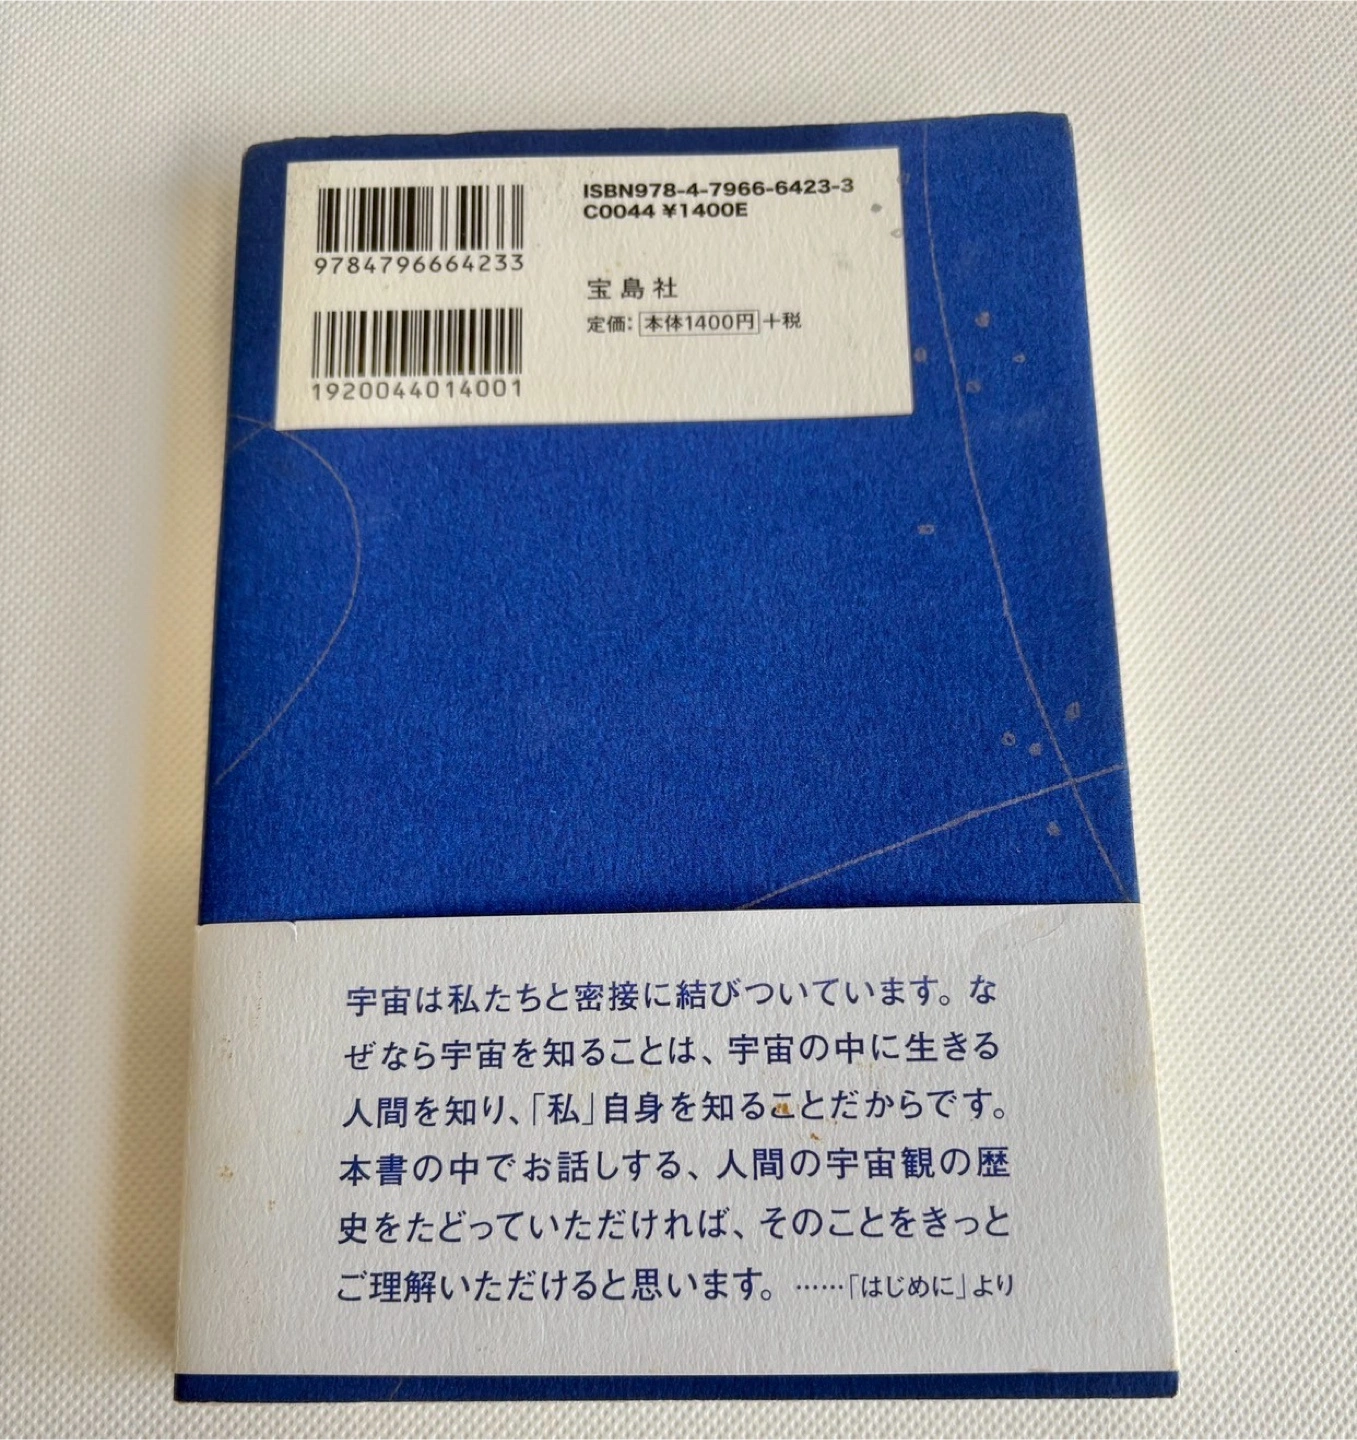 ISBN978-4-7966-6423-3
C0044 ¥1400E
9784796664233
宝島社
定価：本体1400円+税
1920044014001
宇宙は私たちと密接に結びついています。な
ぜなら宇宙を知ることは、宇宙の中に生きる
人間を知り、「私」自身を知ることだからです。
本書の中でお話しする、人間の宇宙観の歴
史をたどっていただければ、そのことをきっと
ご理解いただけると思います。……「はじめに」より